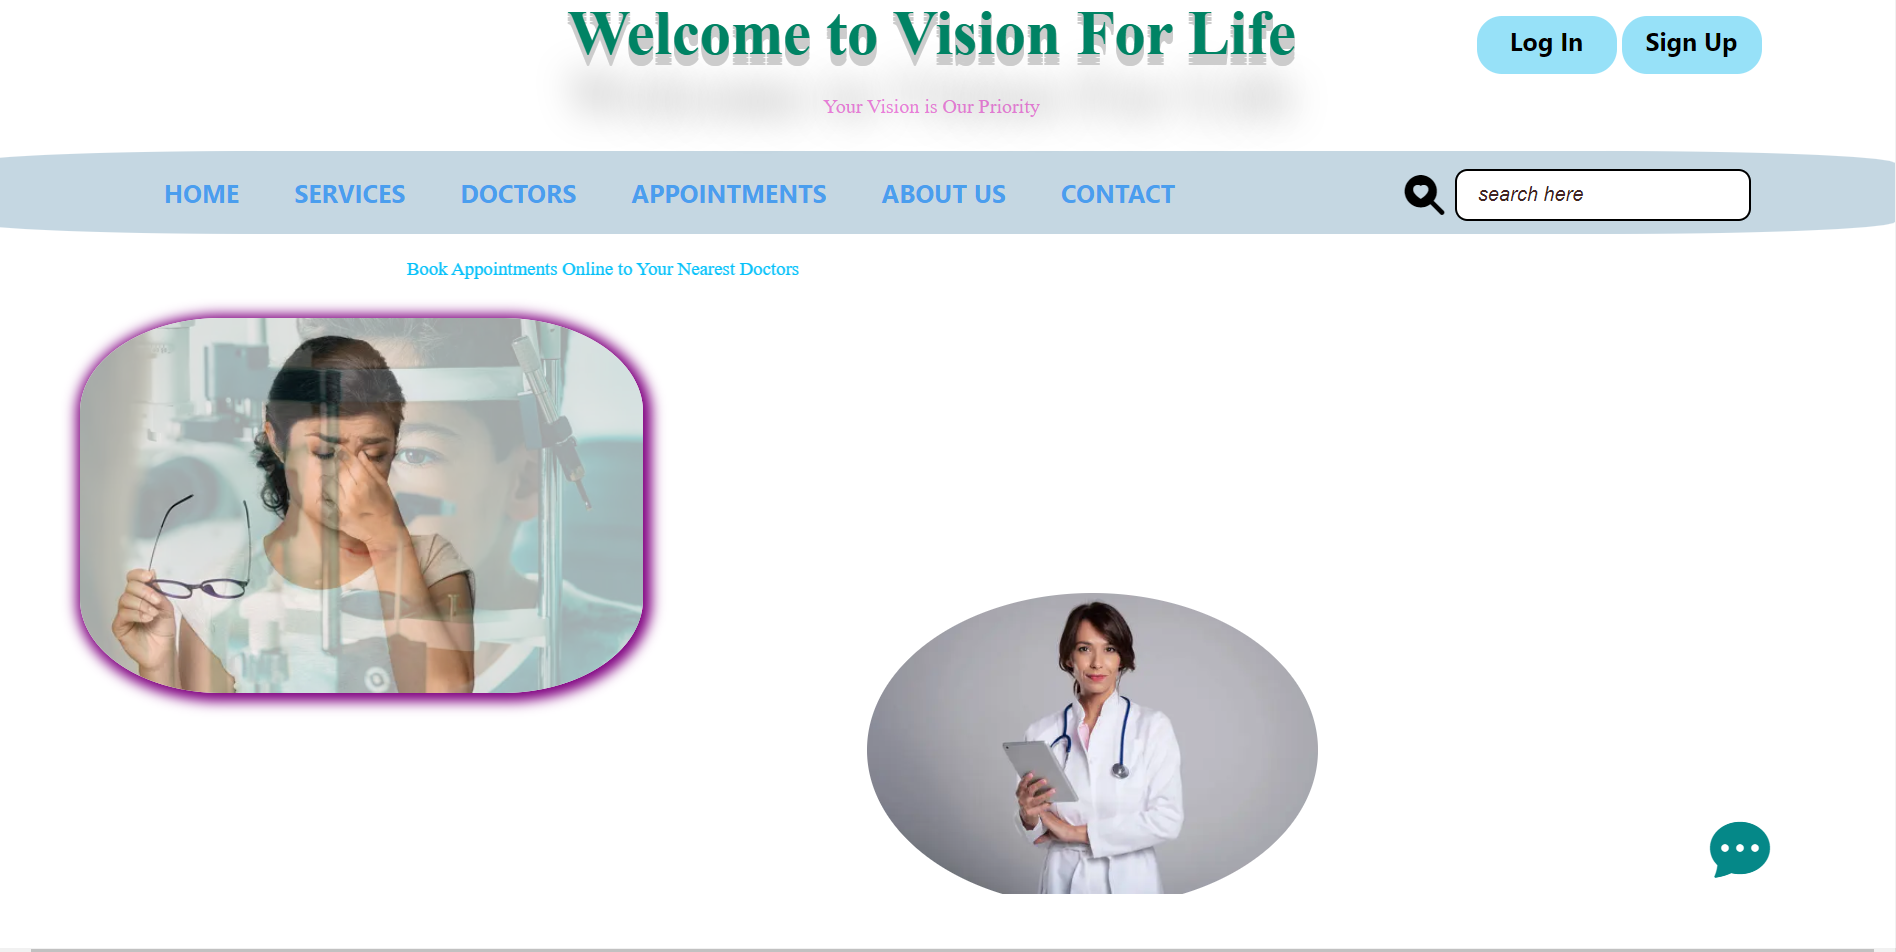 Welcome to Vision For Life
Log In
Sign Up
Your Vision is Our Priority
HOME
SERVICES
DOCTORS
APPOINTMENTS
ABOUT US
CONTACT
search here
Book Appointments Online to Your Nearest Doctors